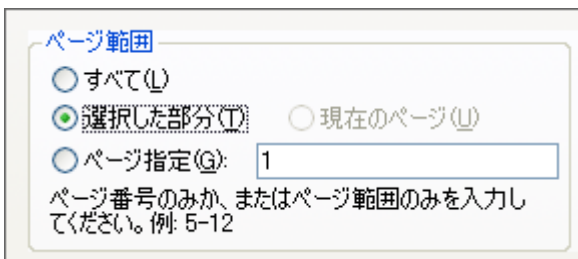 ページ範囲
すべて(L)
選択した部分(T) 現在のページ(U)
ページ指定(G): 1
ページ番号のみか、またはページ範囲のみを入力し
てください。例: 5-12